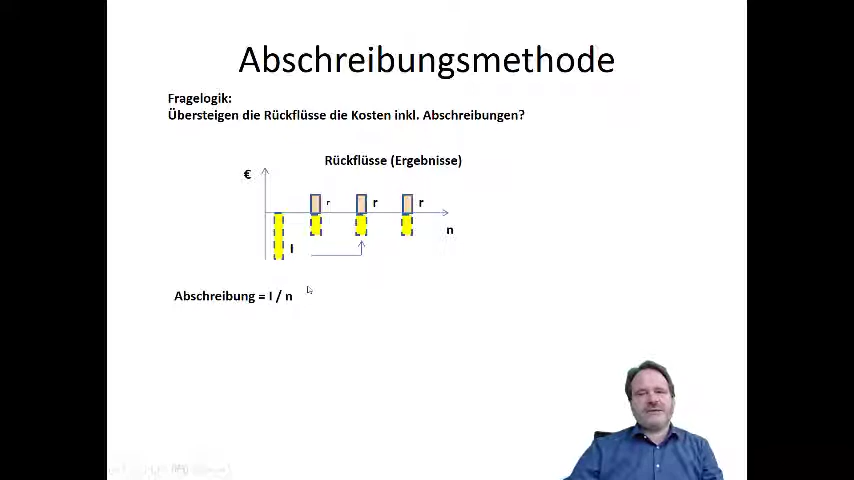 Abschreibungsmethode
Fragelogik:
Übersteigen die Rückflüsse die Kosten inkl. Abschreibungen?
Rückflüsse (Ergebnisse)
€
r
r
r
n
I
Abschreibung = I / n